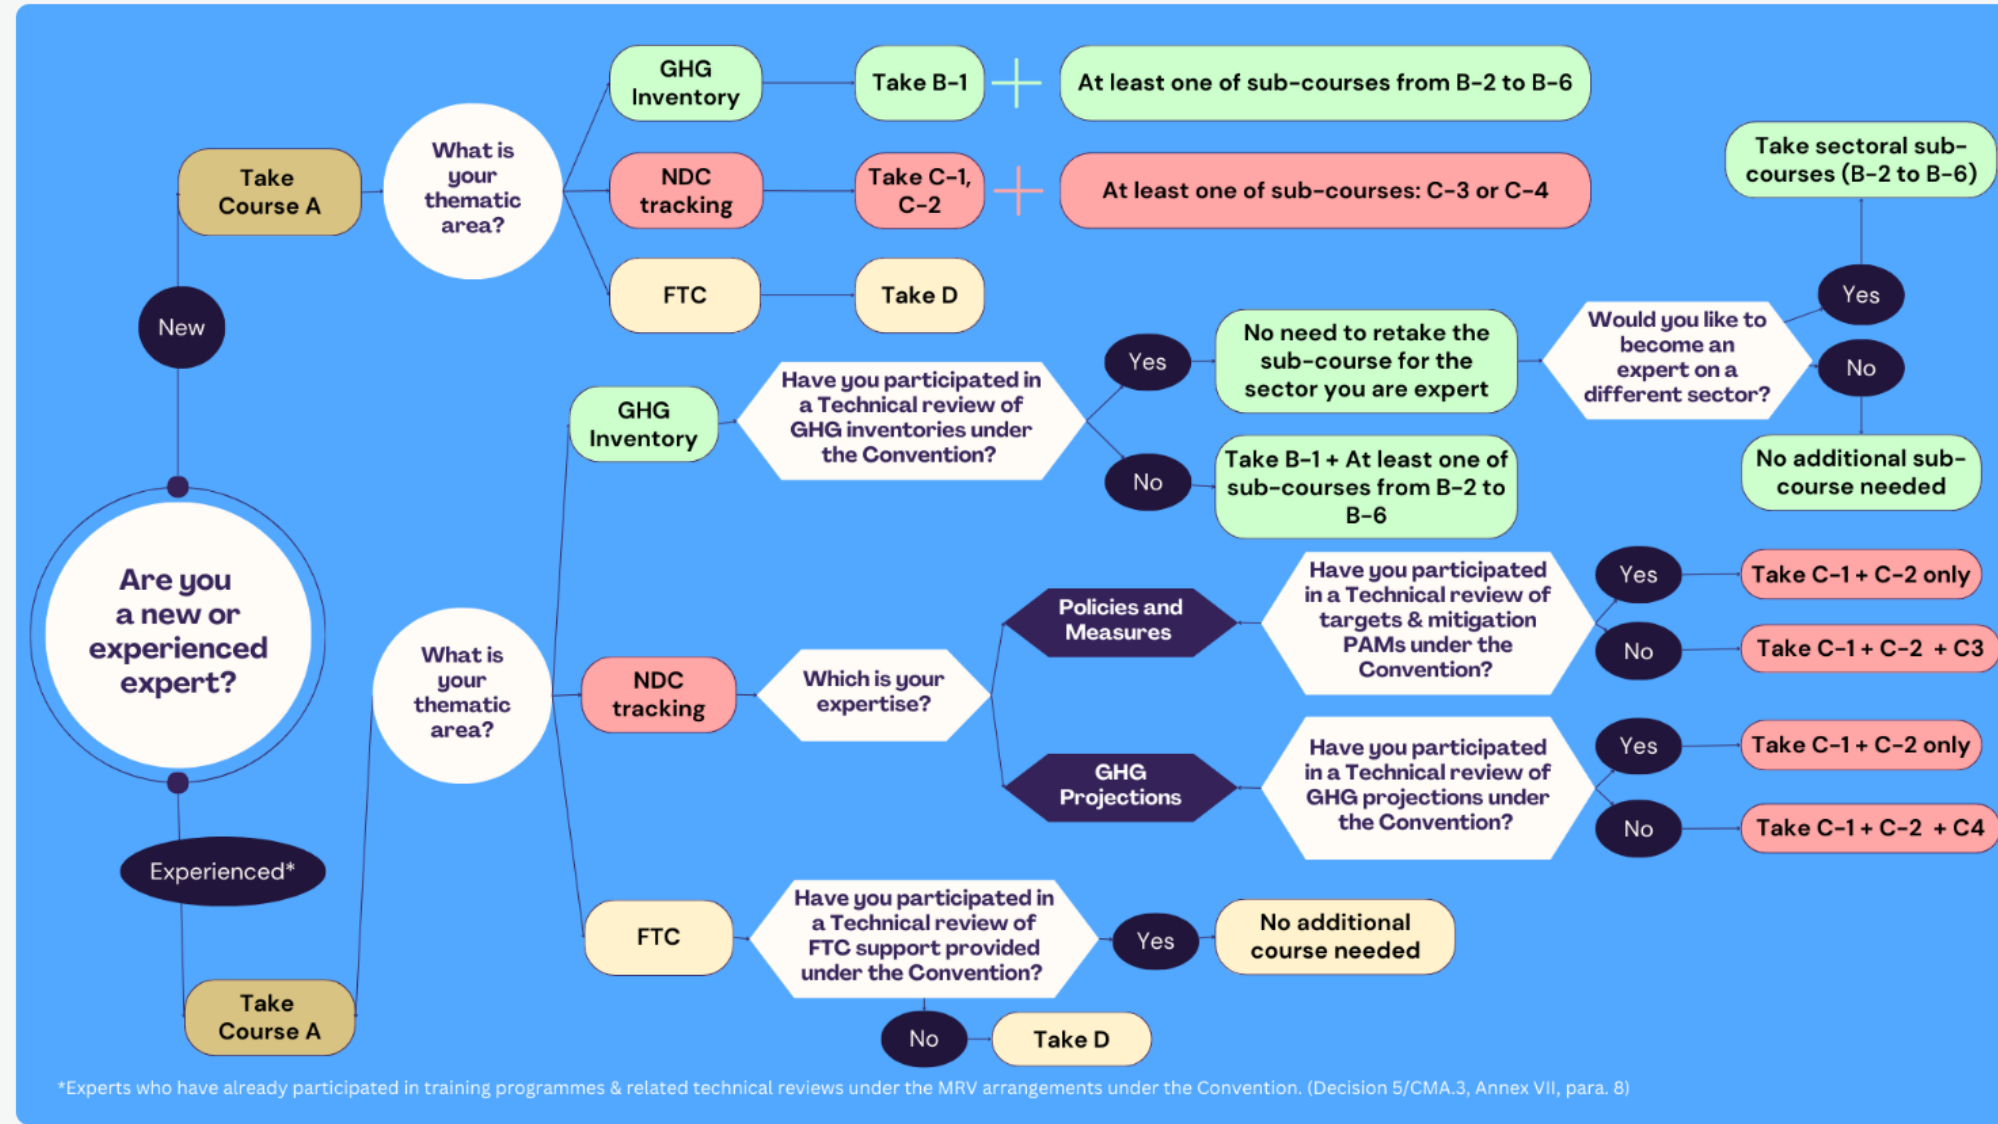 GHG
Inventory
Take B-1
At least one of sub-courses from B-2 to B-6
Take
Course A
What is
your
thematic
area?
NDC
tracking
Take C-1,
C-2
At least one of sub-courses: C-3 or C-4
FTC
Take D
New
Take sectoral sub-
courses (B-2 to B-6)
Yes
Would you like to
become an
expert on a
different sector?
No
No additional sub-
course needed
GHG
Inventory
Have you participated in
a Technical review of
GHG inventories under
the Convention?
Yes
No need to retake the
sub-course for the
sector you are expert
No
Take B-1 + At least one of
sub-courses from B-2 to
B-6
Are you
a new or
experienced
expert?
What is
your
thematic
area?
NDC
tracking
Which is your
expertise?
Policies and
Measures
Have you participated
in a Technical review of
targets & mitigation
PAMs under the
Convention?
Yes
Take C-1 + C-2 only
No
Take C-1 + C-2 + C3
GHG
Projections
Have you participated
in a Technical review of
GHG projections under
the Convention?
Yes
Take C-1 + C-2 only
No
Take C-1 + C-2 + C4
Experienced*
Take
Course A
FTC
Have you participated in
a Technical review of
FTC support provided
under the Convention?
Yes
No additional
course needed
No
Take D
*Experts who have already participated in training programmes & related technical reviews under the MRV arrangements under the Convention. (Decision 5/CMA.3, Annex VII, para. 8)